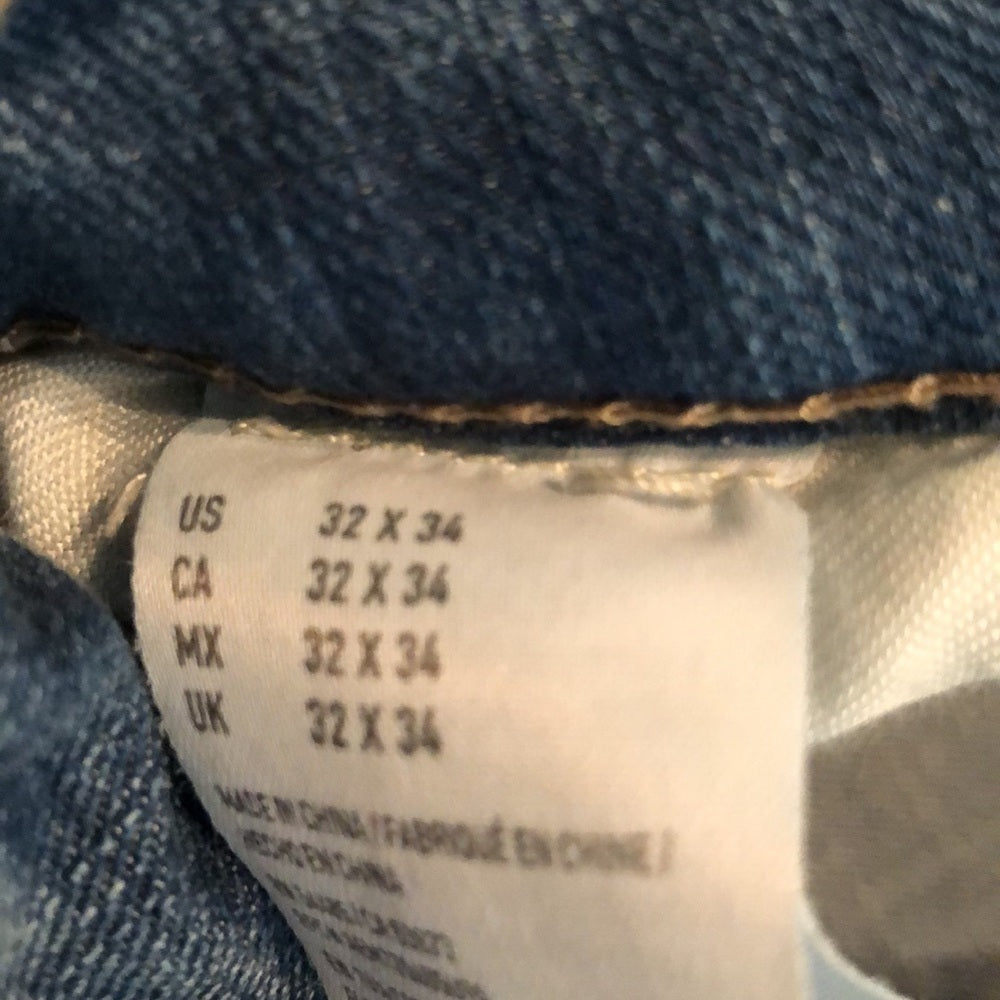 US 32 X 34
CA 32 X 34
MX 32 X 34
UK 32 X 34
MADE IN CHINA / FABRIQUÉ EN CHINE /
HECHO EN CHINA